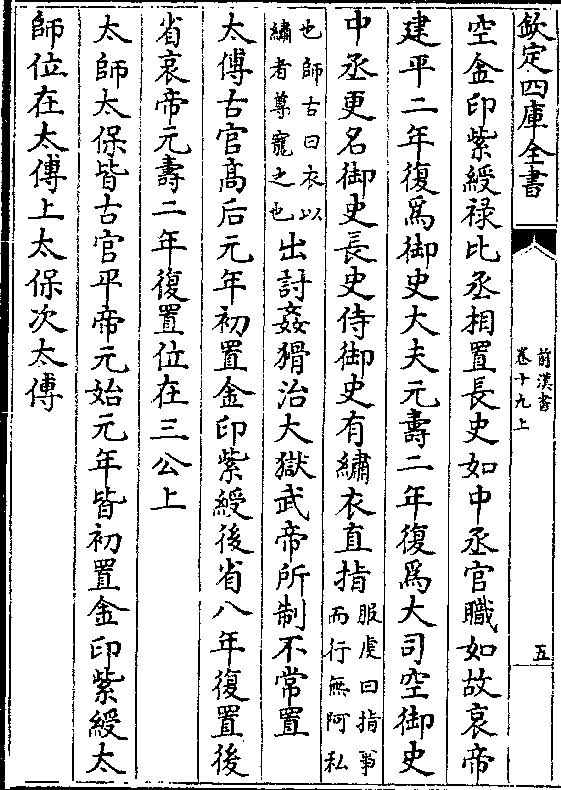 欽定四庫全書
前漢書
卷十九上
五
空金印紫綬禄比丞相置長史如中丞官職如故哀帝
建平二年復爲御史大夫元壽二年復爲大司空御史
中丞更名御史長史侍御史有繡衣直指服虔曰指事
而行無阿私
也師古曰衣以
繡者尊寵之也出討姦猾治大獄武帝所制不常置
太傅古官髙后元年初置金印紫綬後省八年復置後
省哀帝元壽二年復置位在三公上
太師太保皆古官平帝元始元年皆初置金印紫綬太
師位在太傅上太保次太傅